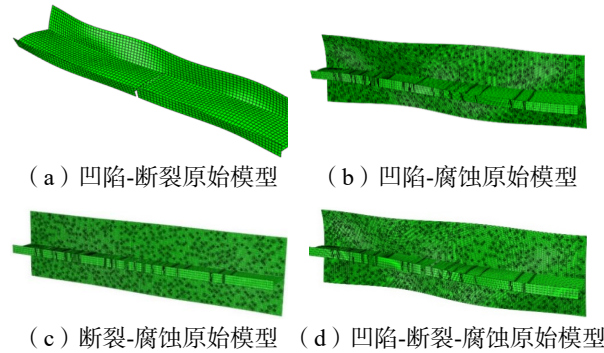 （a）凹陷-断裂原始模型
（b）凹陷-腐蚀原始模型
（c）断裂-腐蚀原始模型
（d）凹陷-断裂-腐蚀原始模型